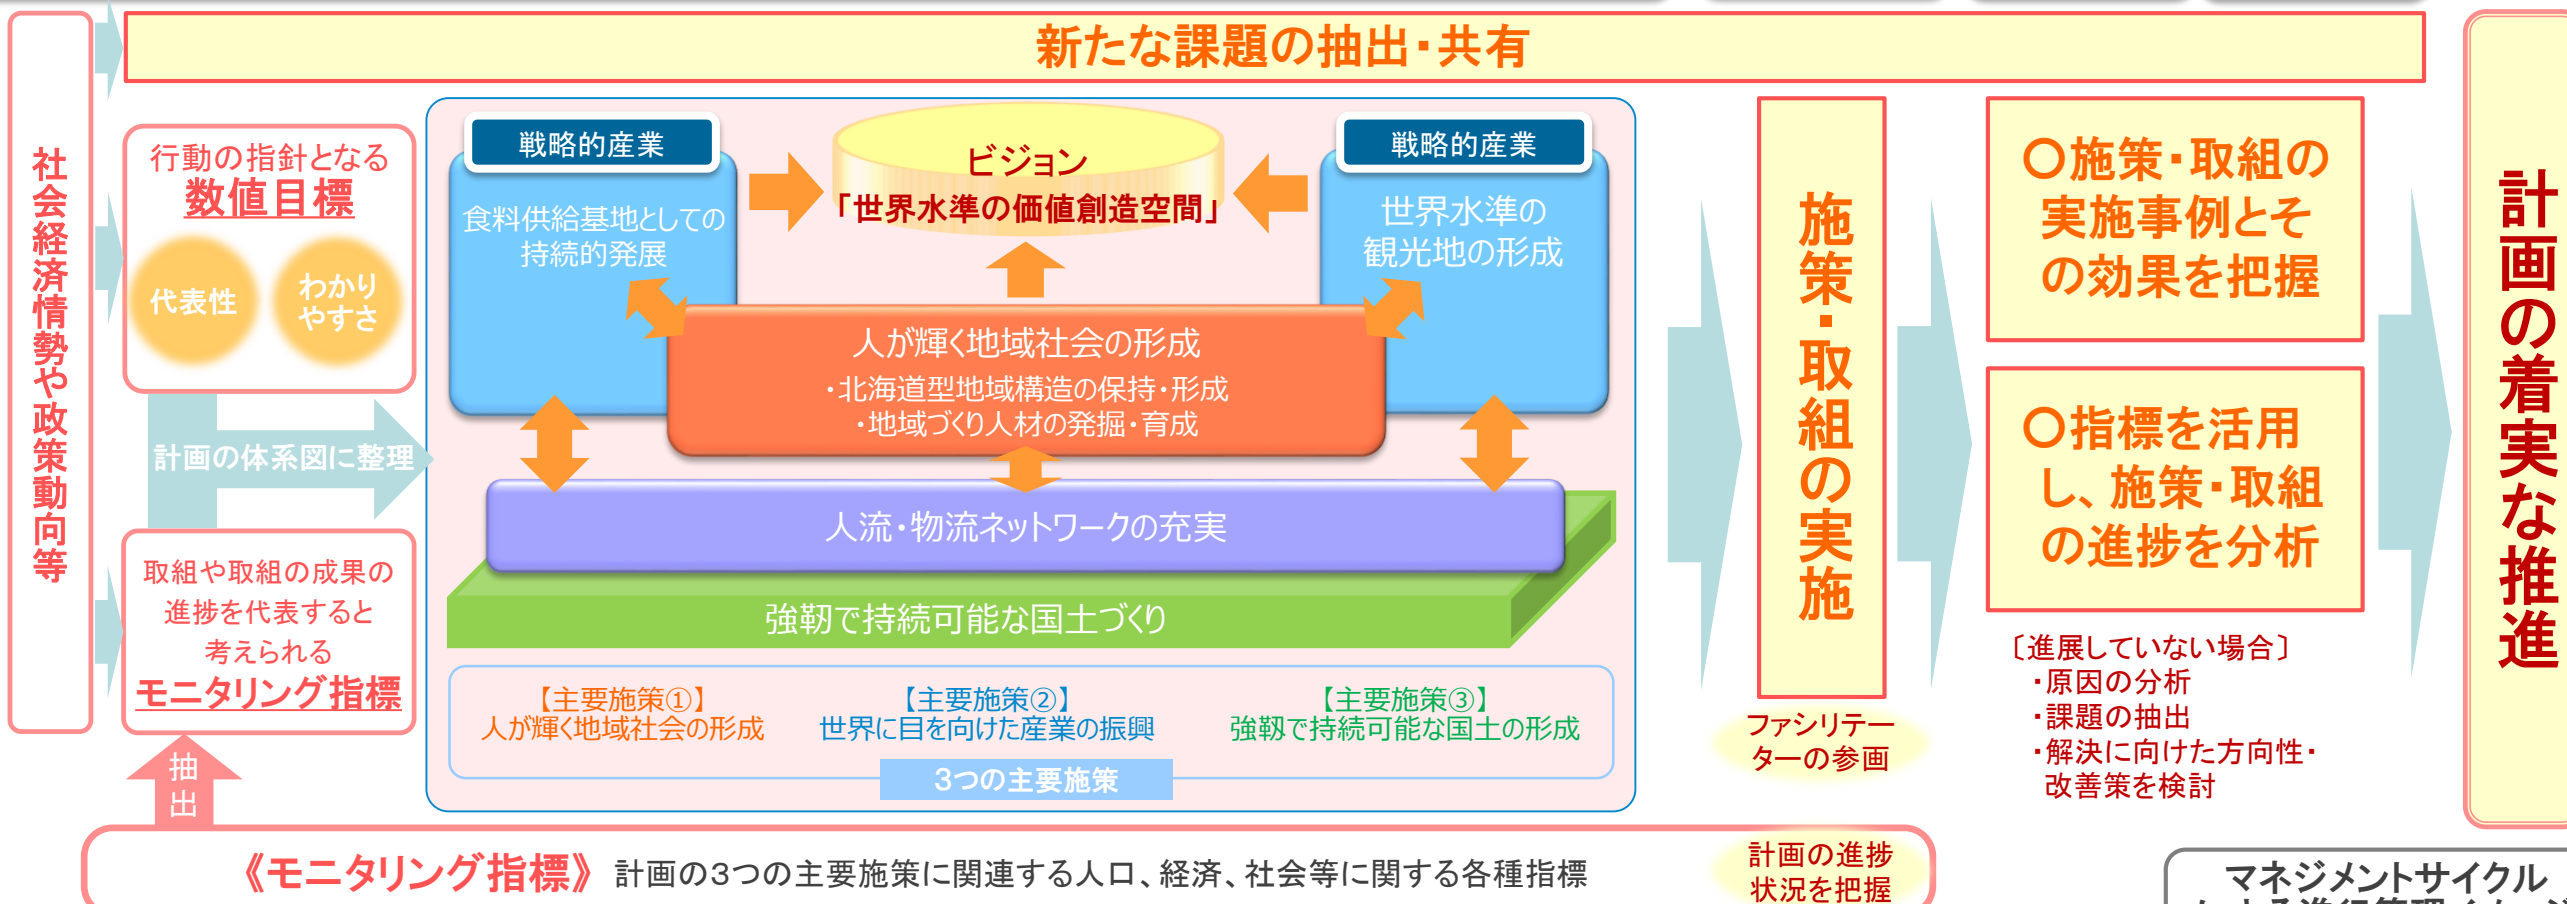 新たな課題の抽出・共有
社会経済情勢や政策動向等
行動の指針となる
数値目標
代表性
わかり
やすさ
計画の体系図に整理
取組や取組の成果の
進捗を代表すると
考えられる
モニタリング指標
抽
出
戦略的産業
食料供給基地としての
持続的発展
ビジョン
「世界水準の価値創造空間」
戦略的産業
世界水準の
観光地の形成
人が輝く地域社会の形成
・北海道型地域構造の保持・形成
・地域づくり人材の発掘・育成
人流・物流ネットワークの充実
強靭で持続可能な国土づくり
【主要施策①】
人が輝く地域社会の形成
【主要施策②】
世界に目を向けた産業の振興
【主要施策③】
強靱で持続可能な国土の形成
3つの主要施策
施策・取組の実施
ファシリテー
ターの参画
〇施策・取組の
実施事例とそ
の効果を把握
〇指標を活用
し、施策・取組
の進捗を分析
〔進展していない場合〕
・原因の分析
・課題の抽出
・解決に向けた方向性・
改善策を検討
計画の着実な推進
《モニタリング指標》 計画の3つの主要施策に関連する人口、経済、社会等に関する各種指標
計画の進捗
状況を把握
マネジメントサイクル